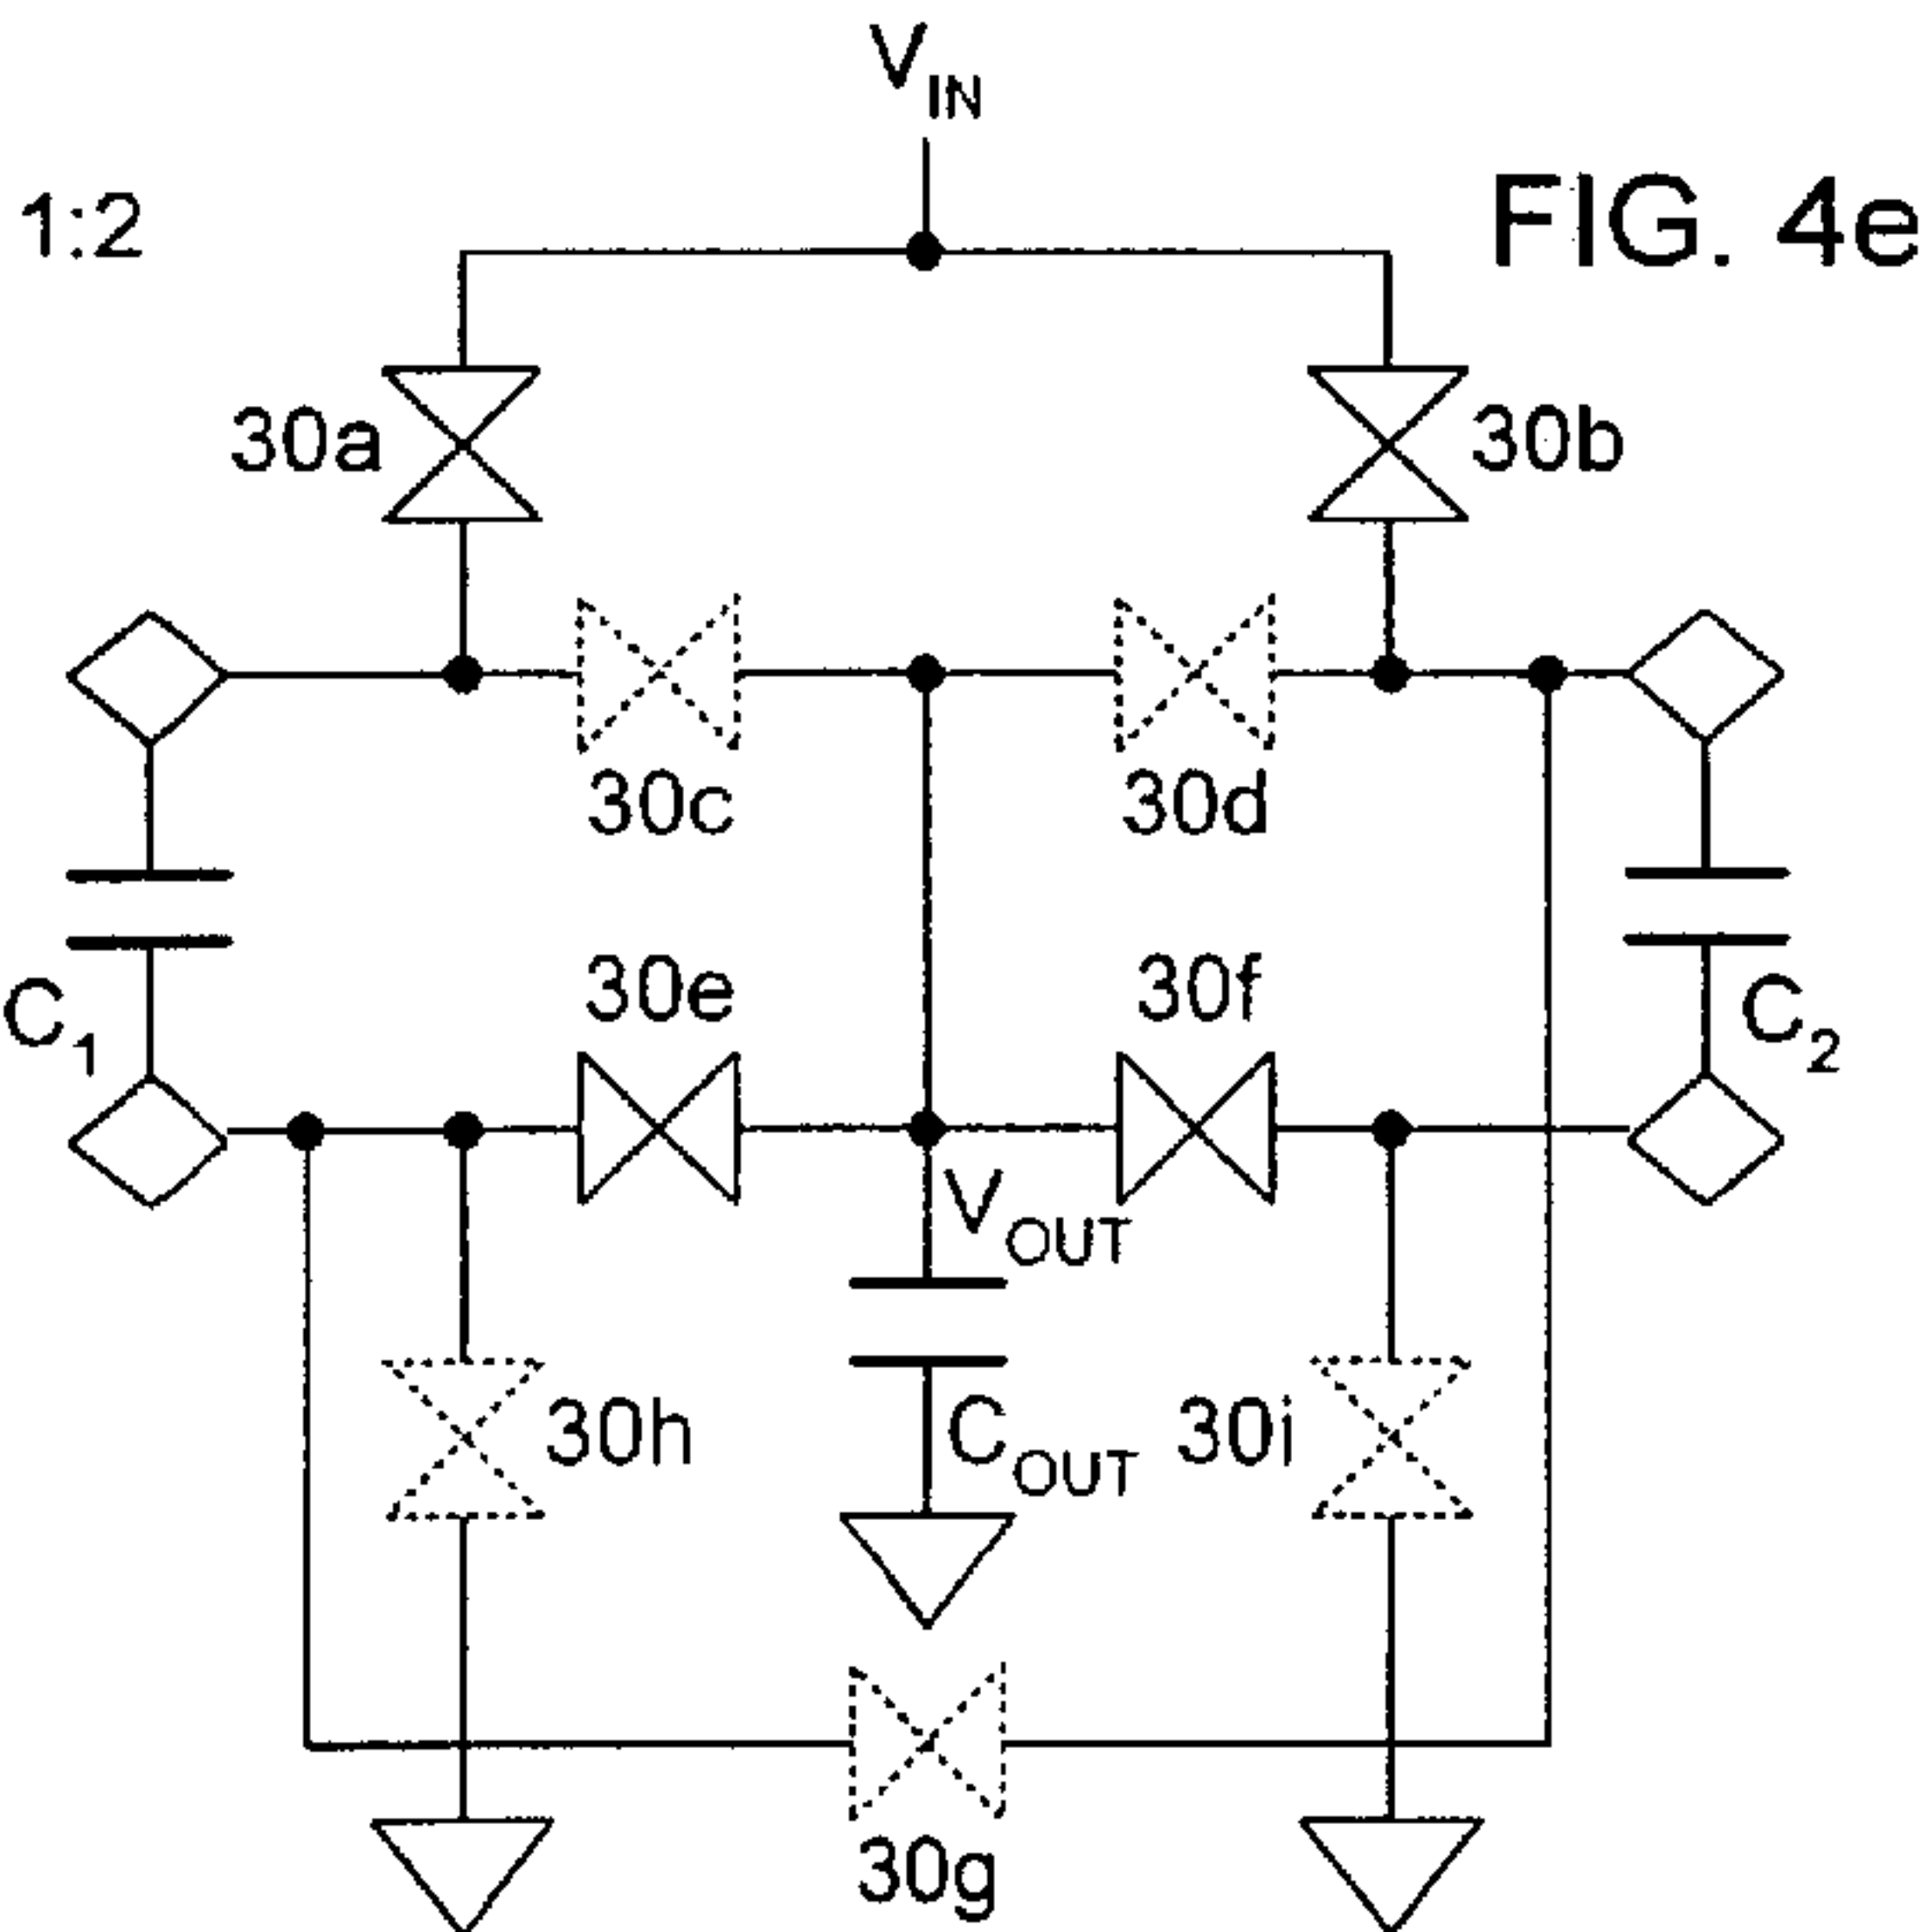 V_IN
1:2
FIG. 4e
30a
30b
30c
30d
30e
30f
C_1
C_2
V_OUT
30h
C_OUT
30i
30g